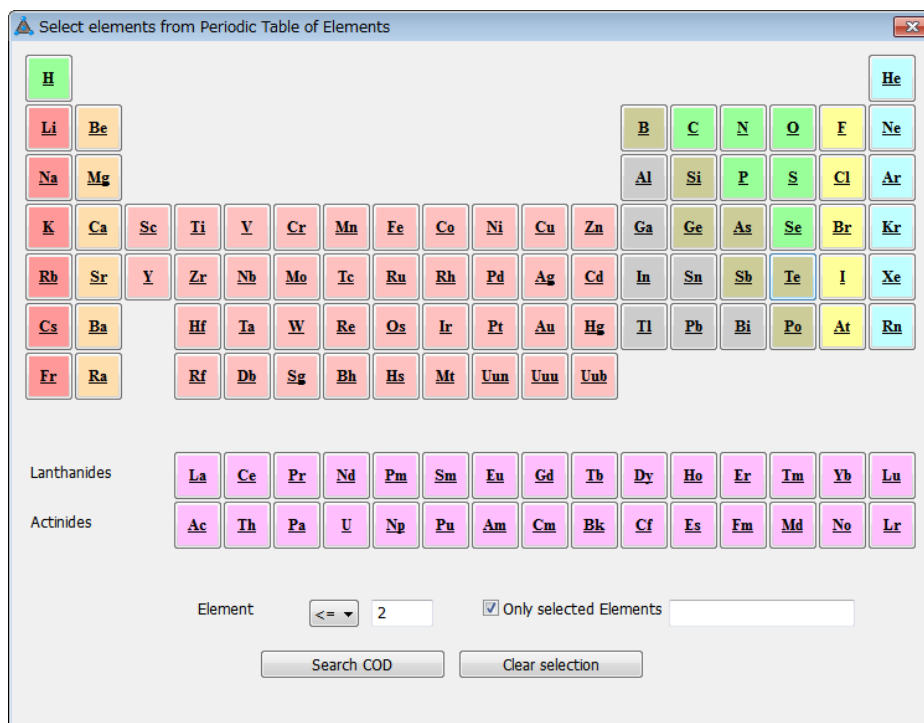 Select elements from Periodic Table of Elements
H He
Li Be B C N O F Ne
Na Mg Al Si P S Cl Ar
K Ca Sc Ti V Cr Mn Fe Co Ni Cu Zn Ga Ge As Se Br Kr
Rb Sr Y Zr Nb Mo Tc Ru Rh Pd Ag Cd In Sn Sb Te I Xe
Cs Ba Hf Ta W Re Os Ir Pt Au Hg Tl Pb Bi Po At Rn
Fr Ra Rf Db Sg Bh Hs Mt Uun Uuu Uub
Lanthanides La Ce Pr Nd Pm Sm Eu Gd Tb Dy Ho Er Tm Yb Lu
Actinides Ac Th Pa U Np Pu Am Cm Bk Cf Es Fm Md No Lr
Element <= 2 Only selected Elements
Search COD Clear selection